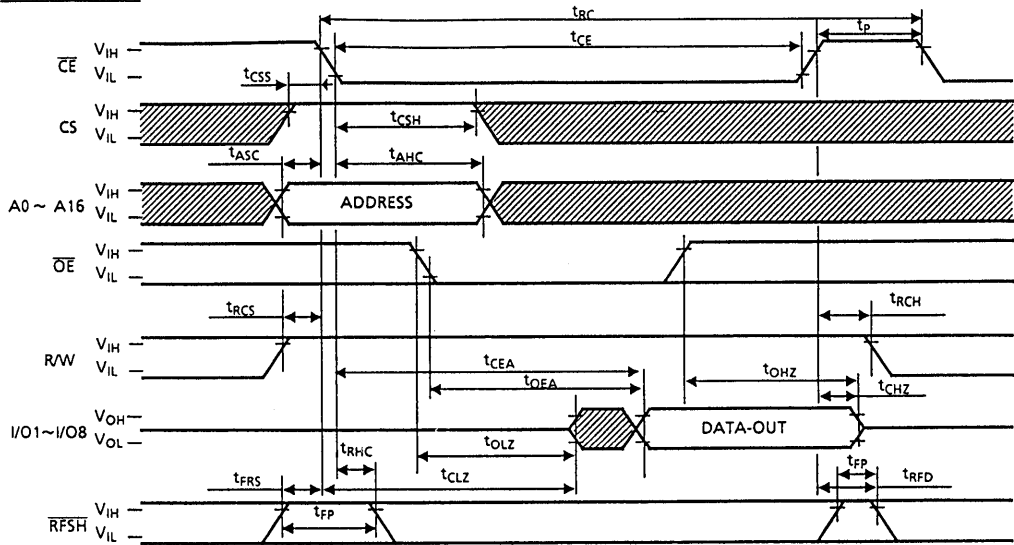 tRC
tCE
tP
CE
VIH
VIL
tCSS
CS
VIH
VIL
tCSH
tASC
tAHC
A0 ~ A16
VIH
VIL
ADDRESS
OE
VIH
VIL
tRCS
tRCH
R/W
VIH
VIL
tCEA
tOEA
tOHZ
tCHZ
I/O1~I/O8
VOH
VOL
DATA-OUT
tOLZ
tRHC
tCLZ
tFRS
tFP
tFP
tRFD
RFSH
VIH
VIL